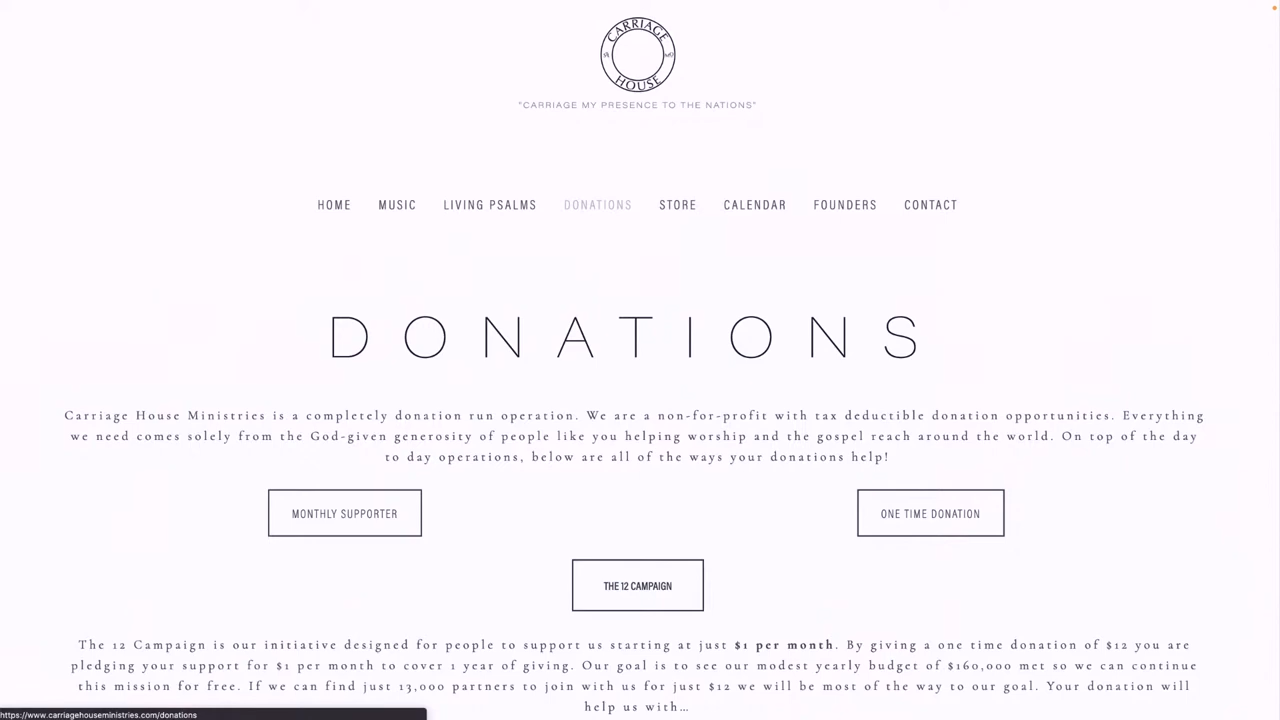 CARRIAGE
HOUSE
"CARRIAGE MY PRESENCE TO THE NATIONS"
HOME MUSIC LIVING PSALMS DONATIONS STORE CALENDAR FOUNDERS CONTACT
DONATIONS
Carriage House Ministries is a completely donation run operation. We are a non-for-profit with tax deductible donation opportunities. Everything
we need comes solely from the God-given generosity of people like you helping worship and the gospel reach around the world. On top of the day
to day operations, below are all of the ways your donations help!
MONTHLY SUPPORTER ONE TIME DONATION
THE 12 CAMPAIGN
The 12 Campaign is our initiative designed for people to support us starting at just $1 per month. By giving a one time donation of $12 you are
pledging your support for $1 per month to cover 1 year of giving. Our goal is to see our modest yearly budget of $160,000 met so we can continue
this mission for free. If we can find just 13,000 partners to join with us for just $12 we will be most of the way to our goal. Your donation will
help us with...
https://www.carriagehouseministries.com/donations